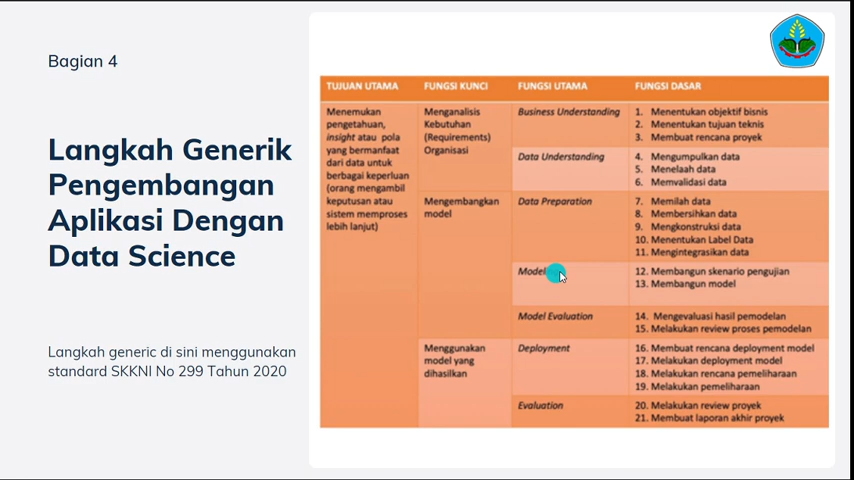 Bagian 4
Langkah Generik
Pengembangan
Aplikasi Dengan
Data Science
Langkah generic di sini menggunakan
standard SKKNI No 299 Tahun 2020
TUJUAN UTAMA
FUNGSI KUNCI
FUNGSI UTAMA
FUNGSI DASAR
Menemukan
pengetahuan,
insight atau pola
yang bermanfaat
dari data untuk
berbagai keperluan
(orang mengambil
keputusan atau
sistem memproses
lebih lanjut)
Menganalisis
Kebutuhan
(Requirements)
Organisasi
Business Understanding
1. Menentukan objektif bisnis
2. Menentukan tujuan teknis
3. Membuat rencana proyek
Data Understanding
4. Mengumpulkan data
5. Menelaah data
6. Memvalidasi data
Mengembangkan
model
Data Preparation
7. Memilah data
8. Membersihkan data
9. Mengkonstruksi data
10. Menentukan Label Data
11. Mengintegrasikan data
12. Membangun skenario pengujian
13. Membangun model
Model Evaluation
14. Mengevaluasi hasil pemodelan
15. Melakukan review proses pemodelan
Menggunakan
model yang
dihasilkan
Deployment
16. Membuat rencana deployment model
17. Melakukan deployment model
18. Melakukan rencana pemeliharaan
19. Melakukan pemeliharaan
Evaluation
20. Melakukan review proyek
21. Membuat laporan akhir proyek